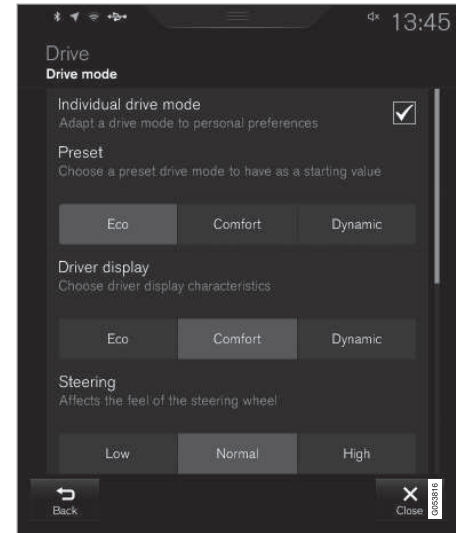 13:45
Drive
Drive mode
Individual drive mode
Adapt a drive mode to personal preferences
Preset
Choose a preset drive mode to have as a starting value
Eco Comfort Dynamic
Driver display
Choose driver display characteristics
Eco Comfort Dynamic
Steering
Affects the feel of the steering wheel
Low Normal High
Back Close
G053816